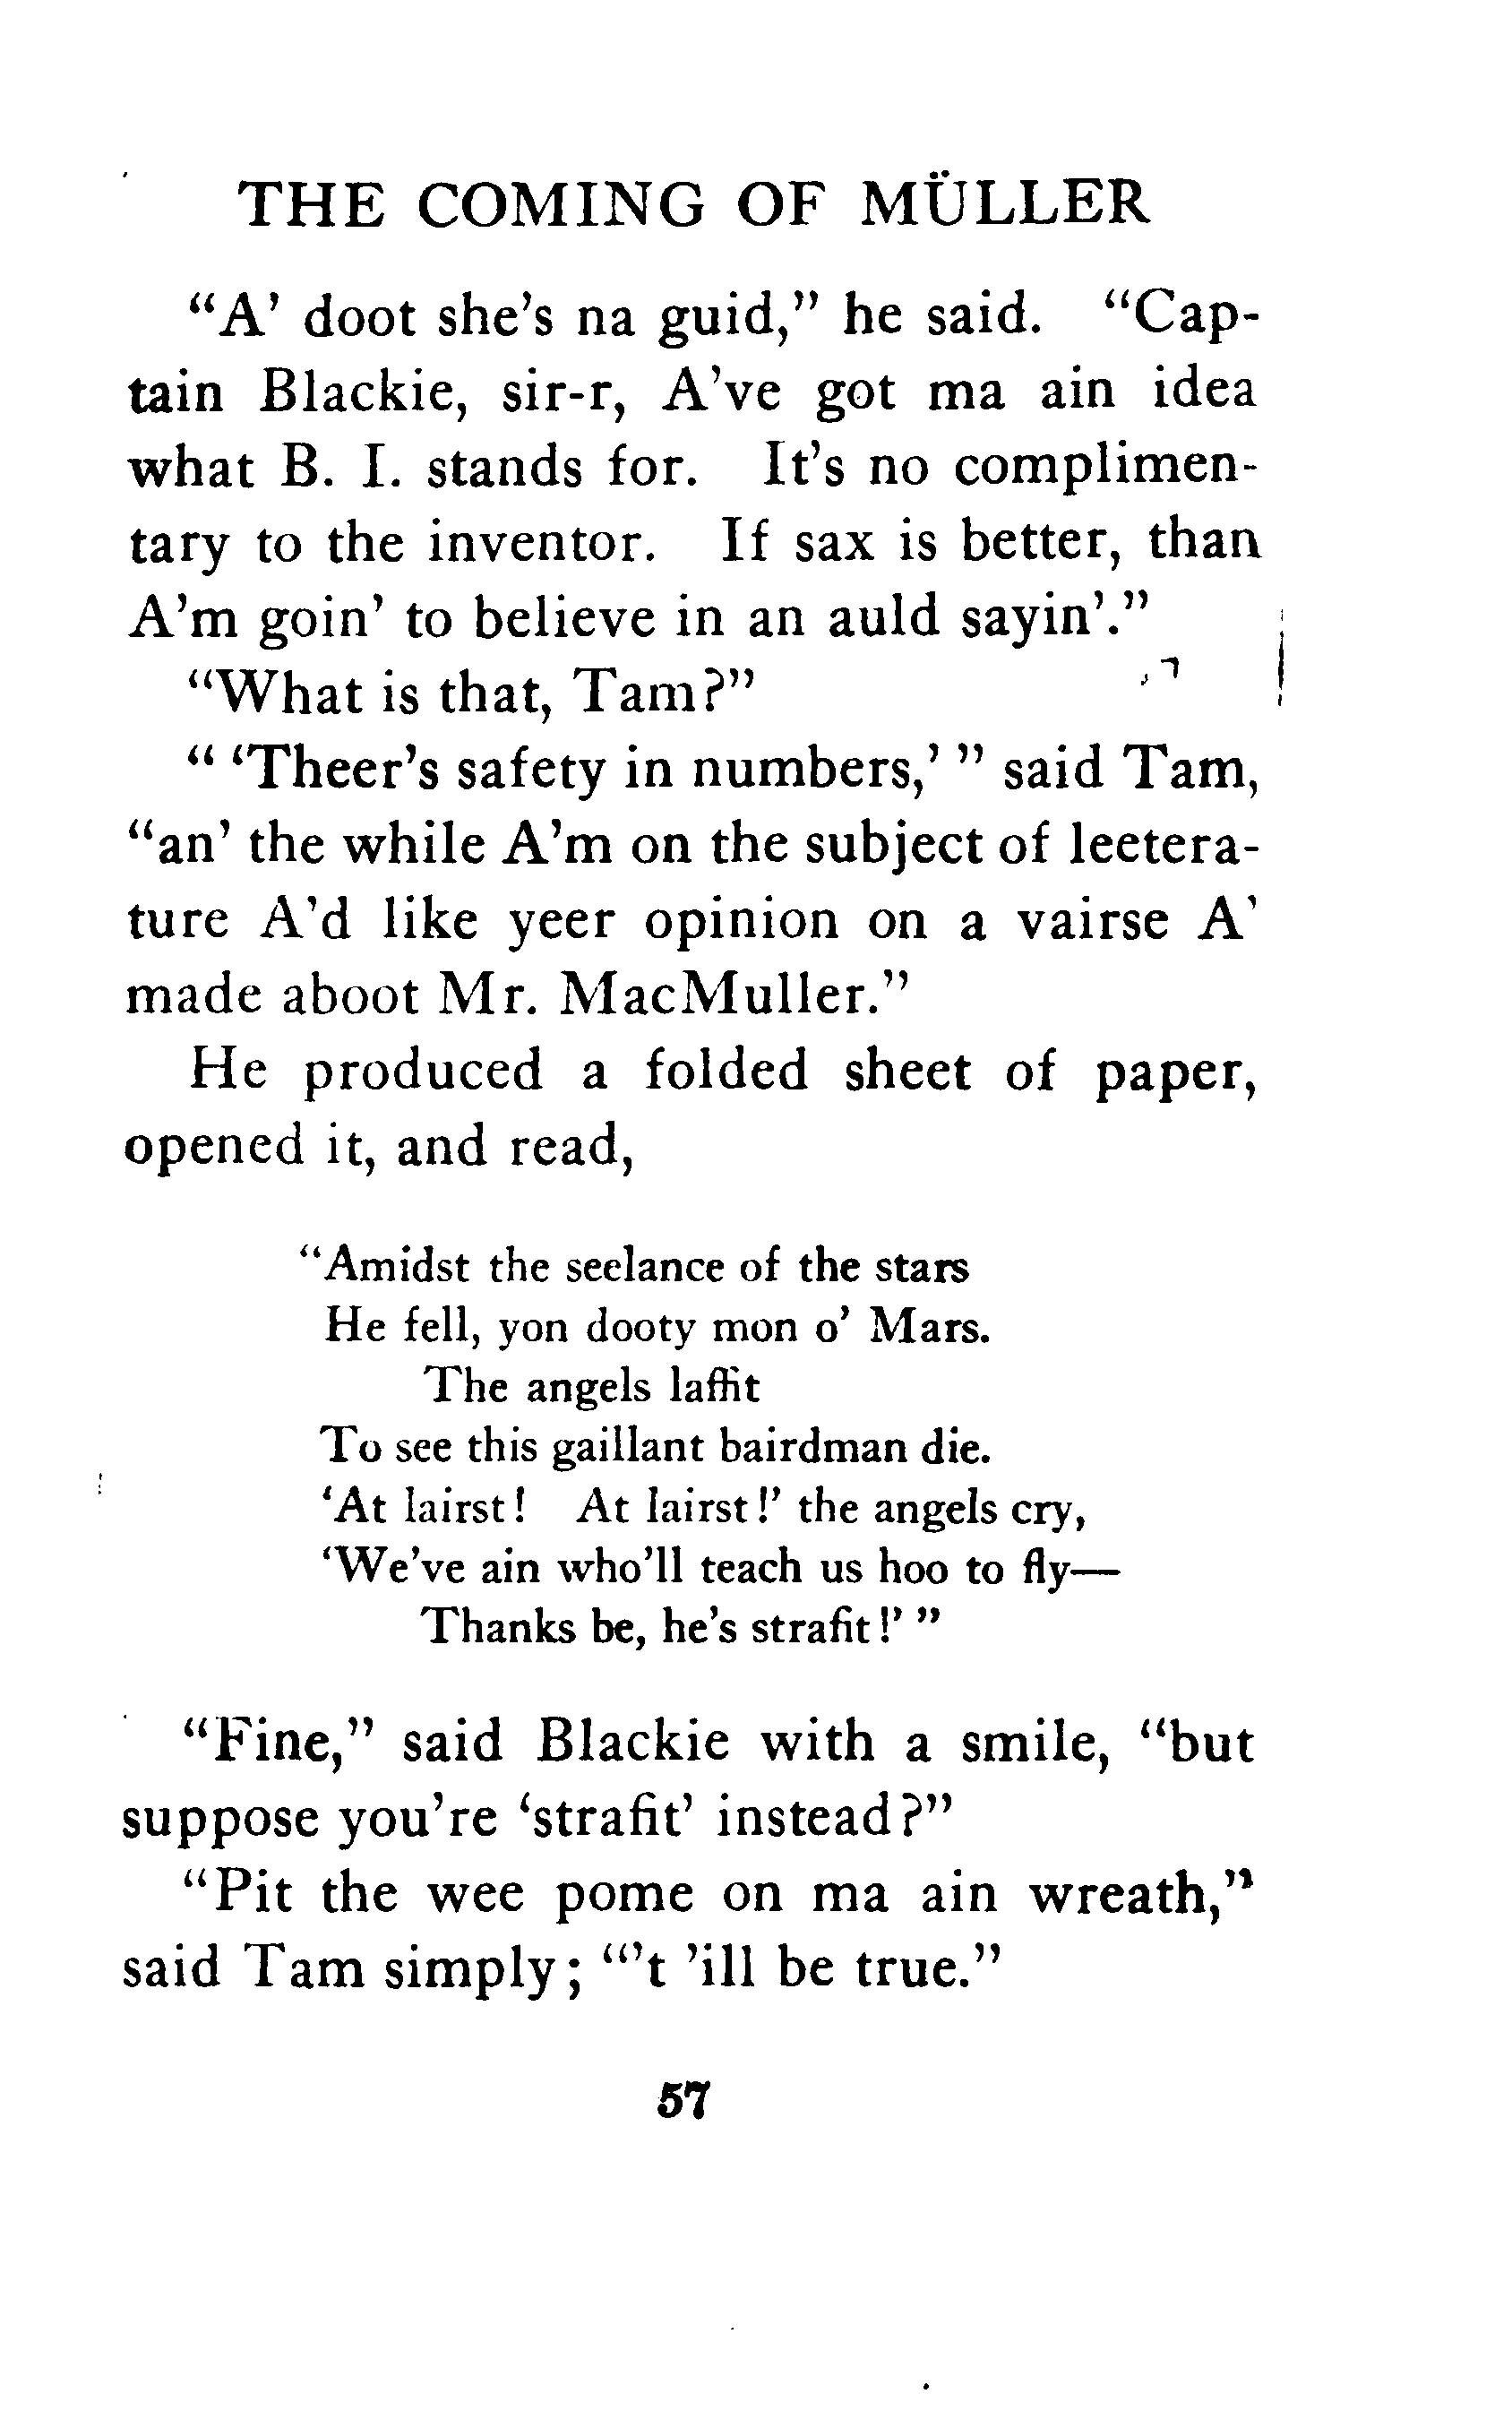 THE COMING OF MÜLLER
"A' doot she's na guid," he said. "Cap-
tain Blackie, sir-r, A've got ma ain idea
what B. I. stands for. It's no complimen-
tary to the inventor. If sax is better, than
A'm goin' to believe in an auld sayin'."
"What is that, Tam?"
" 'Theer's safety in numbers,' " said Tam,
"an' the while A'm on the subject of leetera-
ture A'd like yeer opinion on a vairse A'
made aboot Mr. MacMuller."
He produced a folded sheet of paper,
opened it, and read,
"Amidst the seelance of the stars
He fell, yon dooty mon o' Mars.
The angels laffit
To see this gaillant bairdman die.
'At lairst! At lairst!' the angels cry,
'We've ain who'll teach us hoo to fly—
Thanks be, he's strafit!' "
"Fine," said Blackie with a smile, "but
suppose you're 'strafit' instead?"
"Pit the wee pome on ma ain wreath,"
said Tam simply; "'t 'ill be true."
57